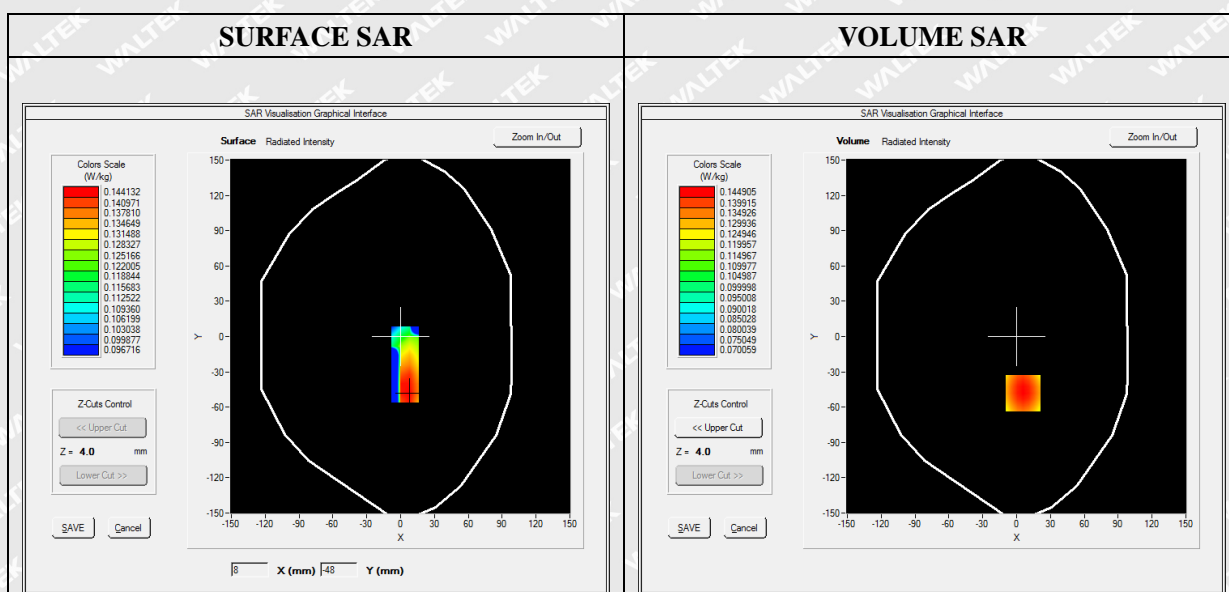 SURFACE SAR
VOLUME SAR
SAR Visualisation Graphical Interface
Surface Radiated Intensity
Zoom In/Out
Colors Scale
(W/kg)
0.144132
0.140971
0.137810
0.134649
0.131488
0.128327
0.125166
0.122005
0.118844
0.115683
0.112522
0.109360
0.106199
0.103038
0.099877
0.096716
Z-Cuts Control
<< Upper Cut
Z = 4.0 mm
Lower Cut >>
SAVE Cancel
150
120
90
60
30
0
-30
-60
-90
-120
-150
Y
-150 -120 -90 -60 -30 0 30 60 90 120 150
X
8 X (mm) -48 Y (mm)
SAR Visualisation Graphical Interface
Volume Radiated Intensity
Zoom In/Out
Colors Scale
(W/kg)
0.144905
0.139915
0.134926
0.129936
0.124946
0.119957
0.114967
0.109977
0.104987
0.099998
0.095008
0.090018
0.085028
0.080039
0.075049
0.070059
Z-Cuts Control
<< Upper Cut
Z = 4.0 mm
Lower Cut >>
SAVE Cancel
150
120
90
60
30
0
-30
-60
-90
-120
-150
Y
-150 -120 -90 -60 -30 0 30 60 90 120 150
X
WALTEK